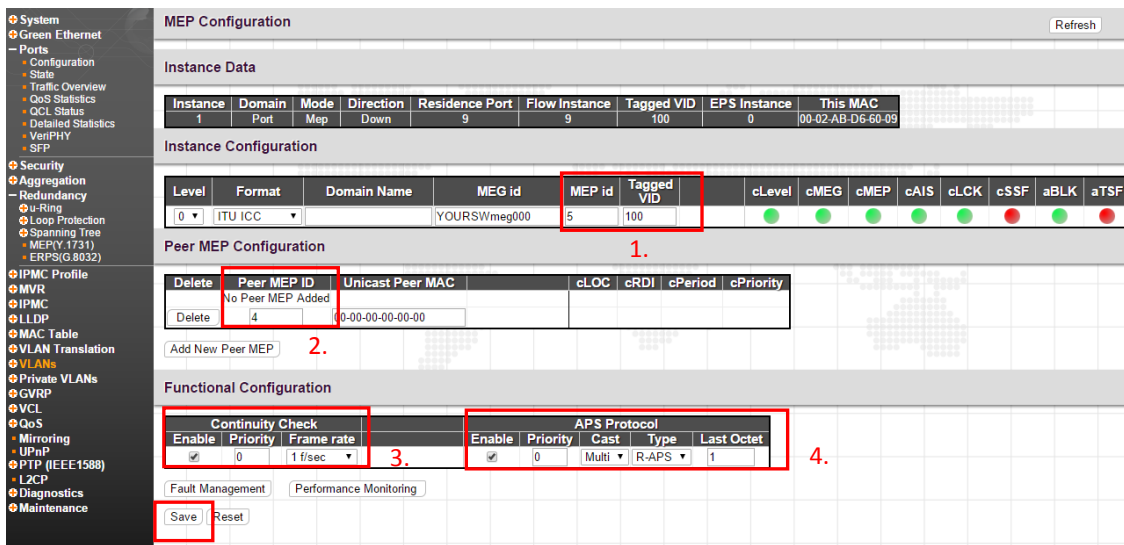 System
Green Ethernet
Ports
Configuration
State
Traffic Overview
QoS Statistics
QCL Status
Detailed Statistics
VeriPHY
SFP
Security
Aggregation
Redundancy
u-Ring
Loop Protection
Spanning Tree
MEP(Y.1731)
ERPS(G.8032)
IPMC Profile
MVR
IPMC
LLDP
MAC Table
VLAN Translation
VLANs
Private VLANs
GVRP
VCL
QoS
Mirroring
UPnP
PTP (IEEE1588)
L2CP
Diagnostics
Maintenance
MEP Configuration
Refresh
Instance Data
Instance Domain Mode Direction Residence Port Flow Instance Tagged VID EPS Instance This MAC
1 Port Mep Down 9 9 100 0 00-02-AB-D6-60-09
Instance Configuration
Level Format Domain Name MEG id MEP id Tagged VID cLevel cMEG cMEP cAIS cLCK cSSF aBLK aTSF
0 ITU ICC YOURSWmeg000 5 100
1.
Peer MEP Configuration
Delete Peer MEP ID Unicast Peer MAC cLOC cRDI cPeriod cPriority
No Peer MEP Added
Delete 4 00-00-00-00-00-00
Add New Peer MEP
2.
Functional Configuration
Continuity Check APS Protocol
Enable Priority Frame rate Enable Priority Cast Type Last Octet
0 1 f/sec 0 Multi R-APS 1
3.
4.
Fault Management Performance Monitoring
Save Reset